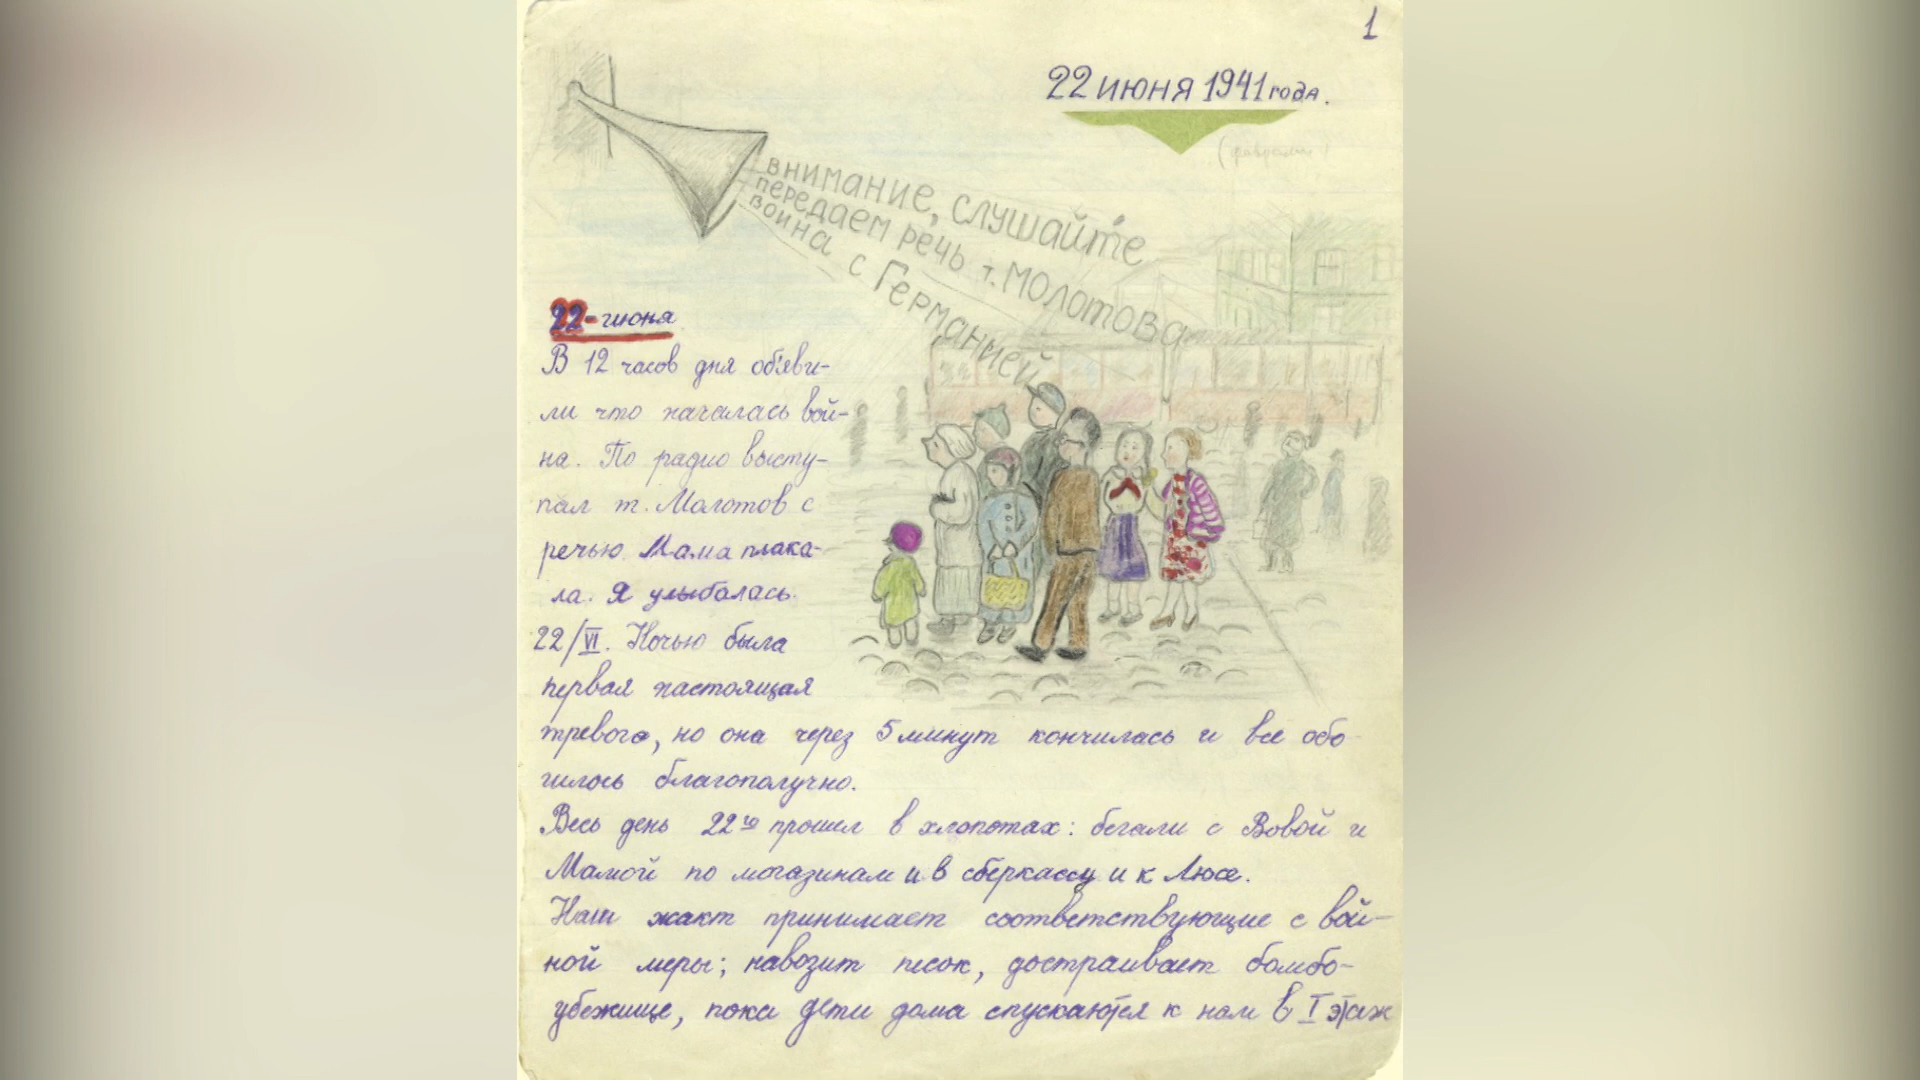 1
22 июня 1941 года.
внимание, слушайте
передаем речь т. Молотова
война с Германией
22-июня
В 12 часов дня объяви-
ли что началась вой-
на. По радио высту-
пал т. Молотов с
речью Мама плака-
ла. Я улыбалась.
22/VI. Ночью была
первая настоящая
тревога, но она через 5 минут кончилась и все обо-
шлось благополучно.
Весь день 22го прошел в хлопотах: бегали с Вовой и
Мамой по магазинам и в сберкассу и к Люсе.
Наш жакт принимает соответствующие с вой-
ной меры; навозит песок, достраивает бомбо-
убежище, пока дети дома спускаются к нам в I этаж